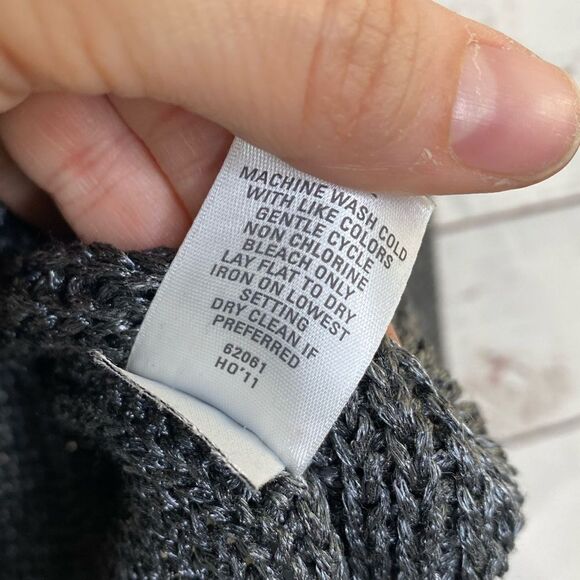 MACHINE WASH COLD
WITH LIKE COLORS
GENTLE CYCLE
NON CHLORINE
BLEACH ONLY
LAY FLAT TO DRY
IRON ON LOWEST
SETTING
DRY CLEAN IF
PREFERRED
62061
HO'11